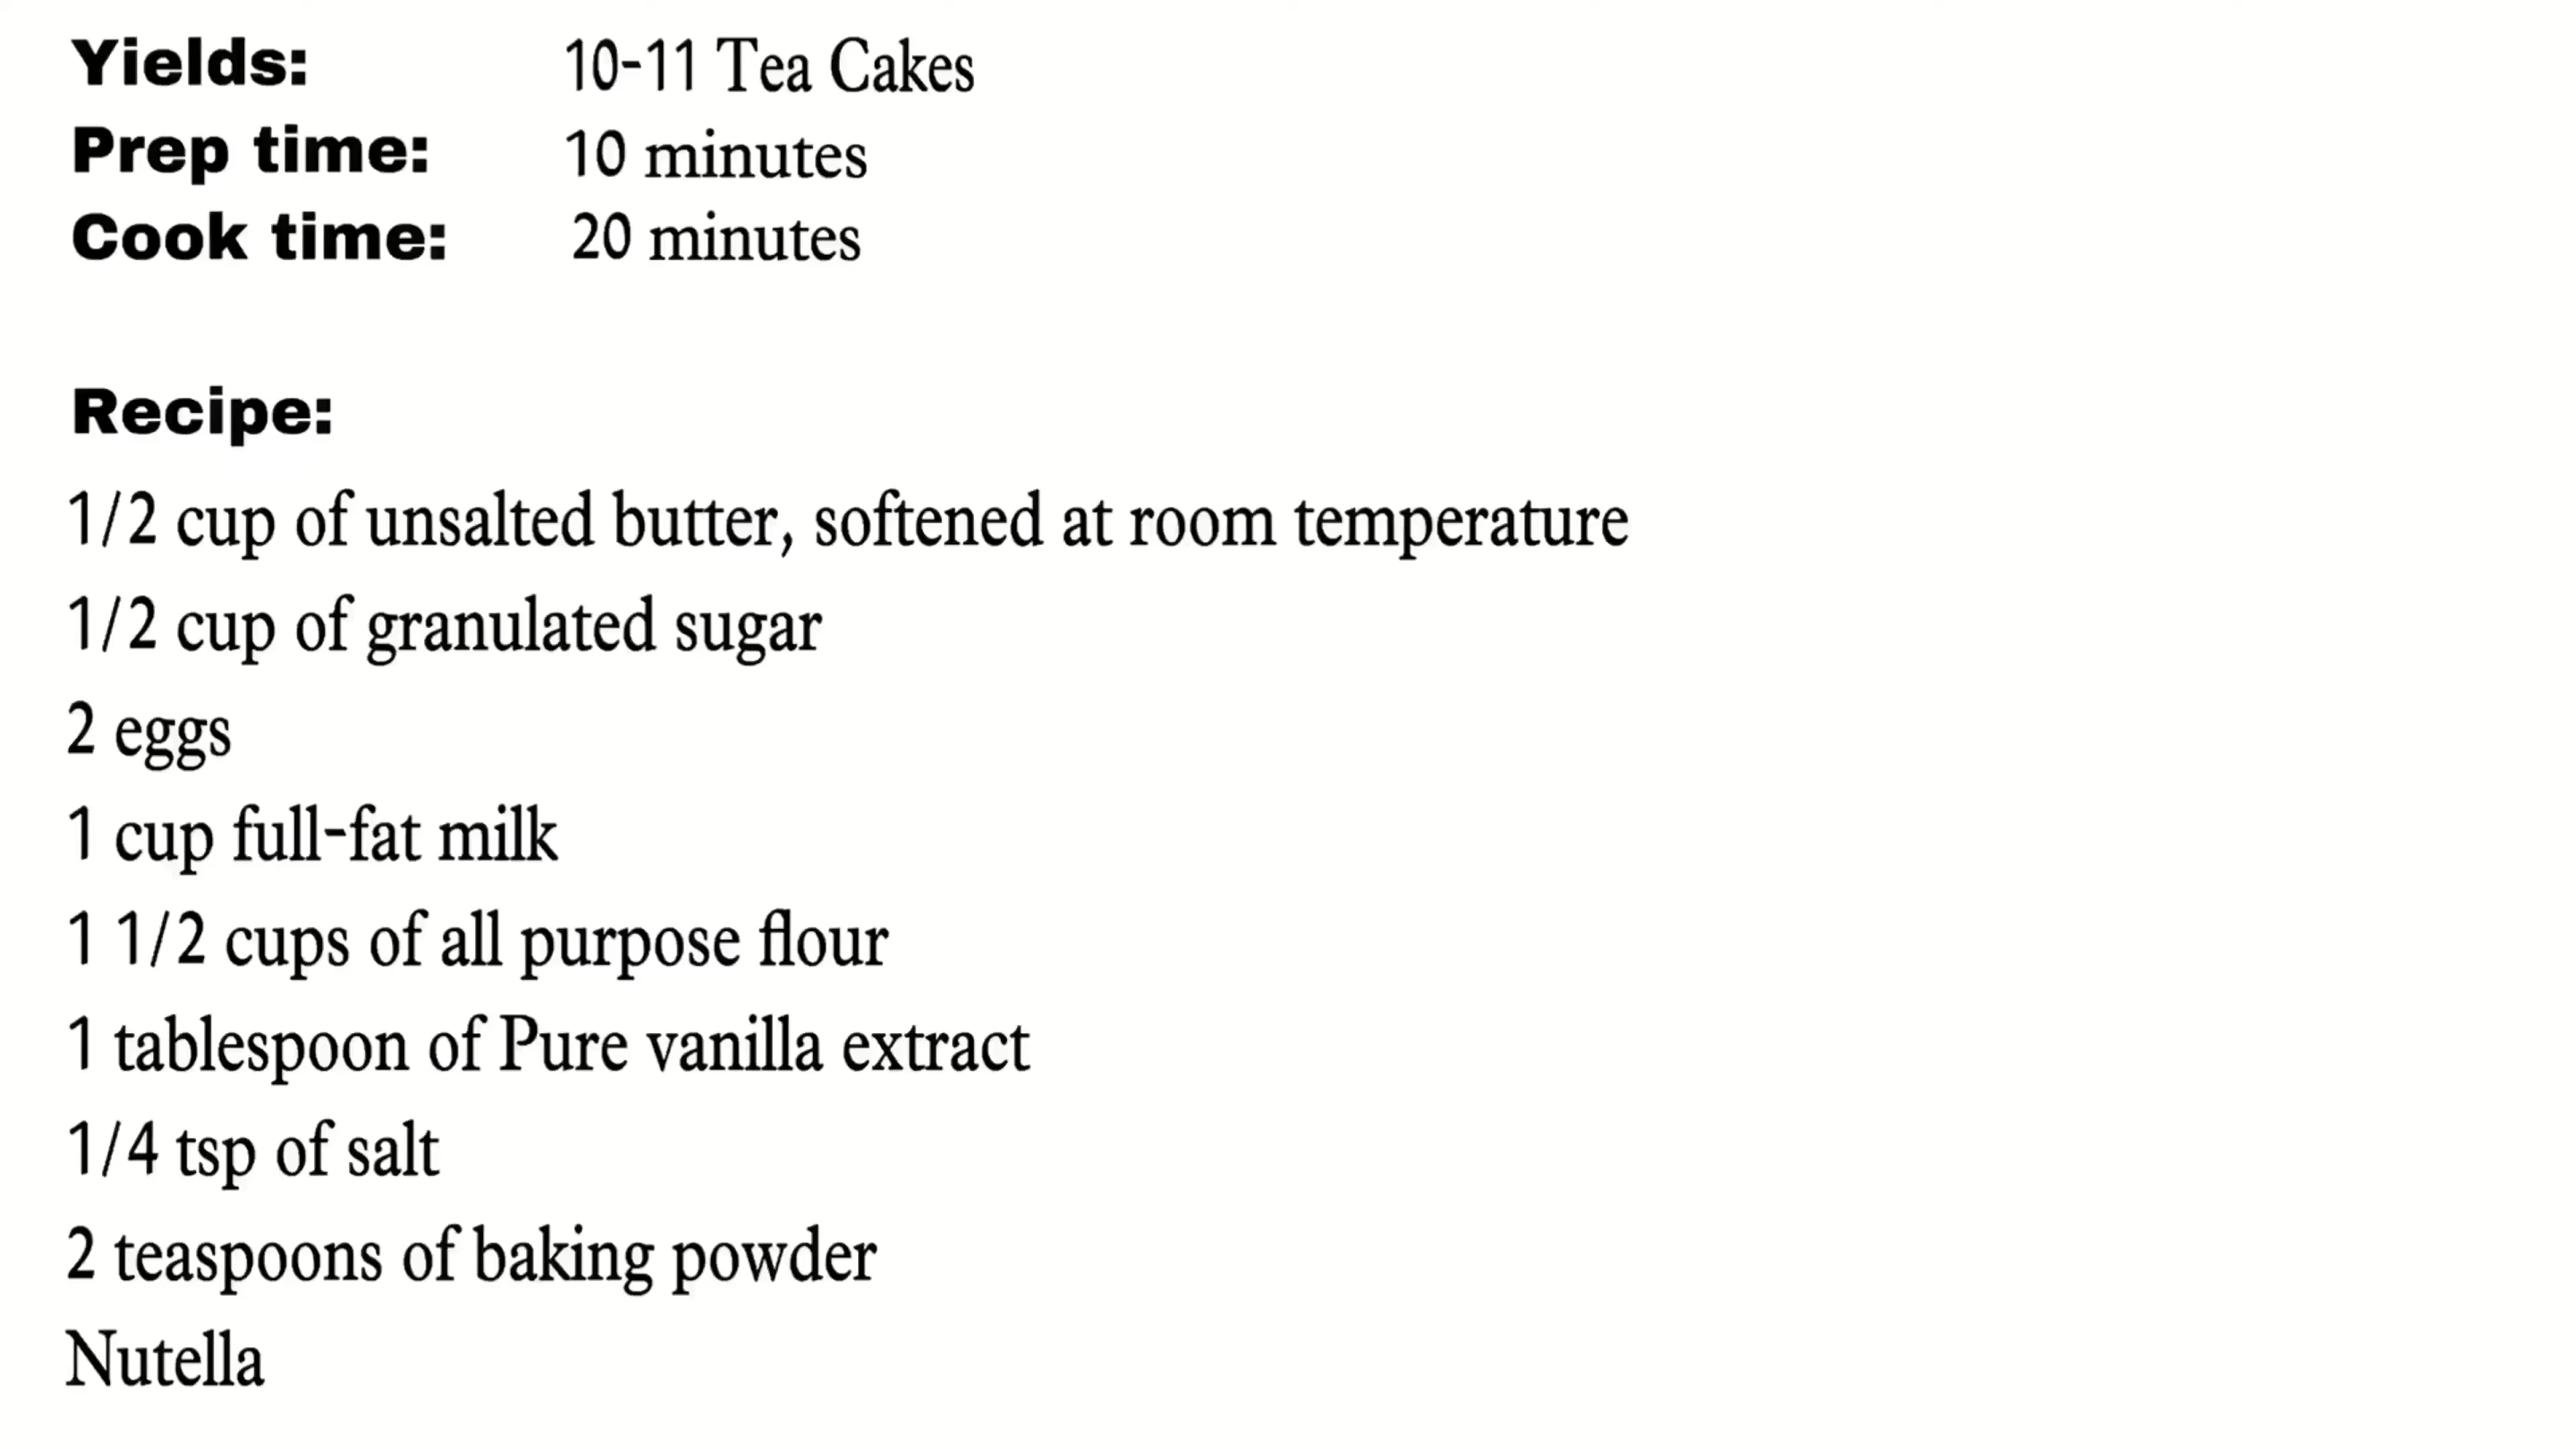 Yields: 10-11 Tea Cakes
Prep time: 10 minutes
Cook time: 20 minutes
Recipe:
1/2 cup of unsalted butter, softened at room temperature
1/2 cup of granulated sugar
2 eggs
1 cup full-fat milk
1 1/2 cups of all purpose flour
1 tablespoon of Pure vanilla extract
1/4 tsp of salt
2 teaspoons of baking powder
Nutella